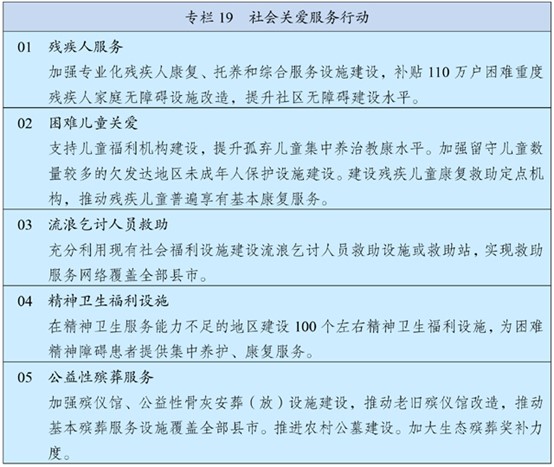 专栏 19 社会关爱服务行动
01 残疾人服务
加强专业化残疾人康复、托养和综合服务设施建设，补贴 110 万户困难重度
残疾人家庭无障碍设施改造，提升社区无障碍建设水平。
02 困难儿童关爱
支持儿童福利机构建设，提升孤弃儿童集中养治教康水平。加强留守儿童数
量较多的欠发达地区未成年人保护设施建设。建设残疾儿童康复救助定点机
构，推动残疾儿童普遍享有基本康复服务。
03 流浪乞讨人员救助
充分利用现有社会福利设施建设流浪乞讨人员救助设施或救助站，实现救助
服务网络覆盖全部县市。
04 精神卫生福利设施
在精神卫生服务能力不足的地区建设 100 个左右精神卫生福利设施，为困难
精神障碍患者提供集中养护、康复服务。
05 公益性殡葬服务
加强殡仪馆、公益性骨灰安葬（放）设施建设，推动老旧殡仪馆改造，推动
基本殡葬服务设施覆盖全部县市。推进农村公墓建设。加大生态殡葬奖补力
度。